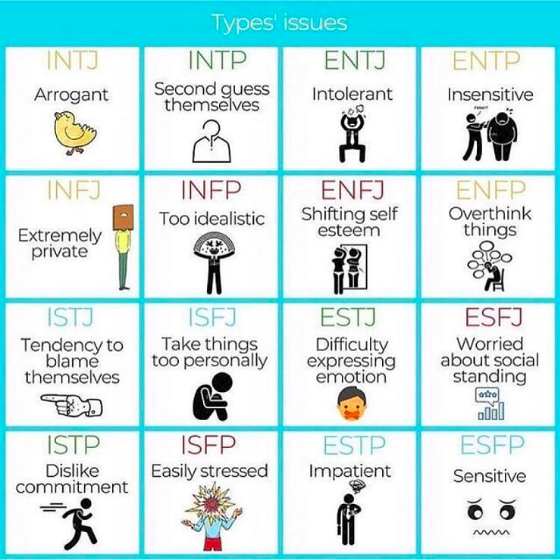 Types' issues
INTJ
Arrogant
INTP
Second guess
themselves
ENTJ
Intolerant
ENTP
Insensitive
INFJ
Extremely
private
INFP
Too idealistic
ENFJ
Shifting self
esteem
ENFP
Overthink
things
ISTJ
Tendency to
blame
themselves
ISFJ
Take things
too personally
ESTJ
Difficulty
expressing
emotion
ESFJ
Worried
about social
standing
ISTP
Dislike
commitment
ISFP
Easily stressed
ESTP
Impatient
ESFP
Sensitive